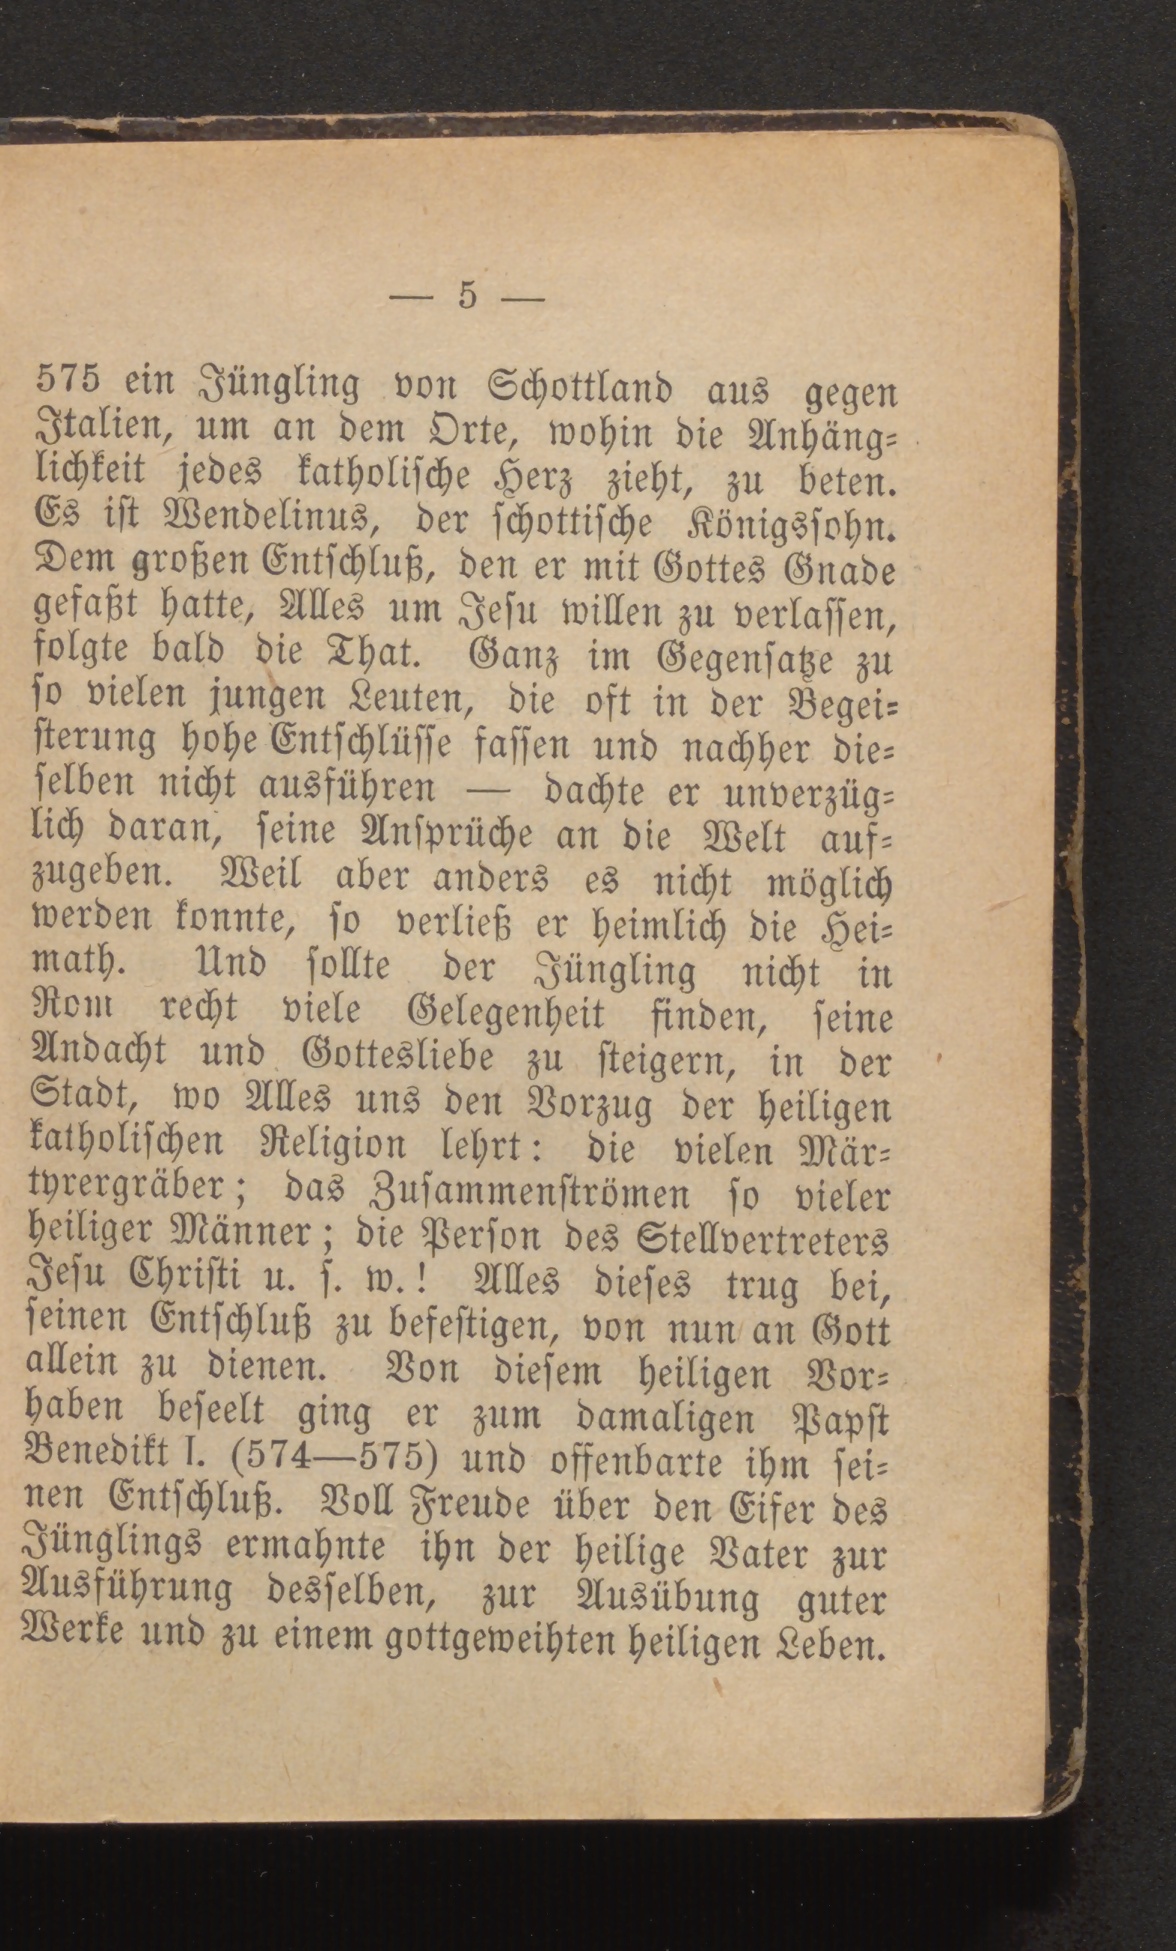 — 5 —
575 ein Jüngling von Schottland aus gegen
Italien, um an dem Orte, wohin die Anhäng=
lichkeit jedes katholiſche Herz zieht, zu beten.
Es iſt Wendelinus, der ſchottiſche Königsſohn.
Dem großen Entſchluß, den er mit Gottes Gnade
gefaßt hatte, Alles um Jeſu willen zu verlaſſen,
folgte bald die That. Ganz im Gegenſatze zu
ſo vielen jungen Leuten, die oft in der Begei=
ſterung hohe Entſchlüſſe faſſen und nachher die=
ſelben nicht ausführen — dachte er unverzüg=
lich daran, ſeine Anſprüche an die Welt auf=
zugeben. Weil aber anders es nicht möglich
werden konnte, ſo verließ er heimlich die Hei=
math. Und ſollte der Jüngling nicht in
Rom recht viele Gelegenheit finden, ſeine
Andacht und Gottesliebe zu ſteigern, in der
Stadt, wo Alles uns den Vorzug der heiligen
katholiſchen Religion lehrt: die vielen Mär=
tyrergräber; das Zuſammenſtrömen ſo vieler
heiliger Männer; die Perſon des Stellvertreters
Jeſu Chriſti u. ſ. w.! Alles dieſes trug bei,
ſeinen Entſchluß zu befeſtigen, von nun an Gott
allein zu dienen. Von dieſem heiligen Vor=
haben beſeelt ging er zum damaligen Papſt
Benedikt I. (574—575) und offenbarte ihm ſei=
nen Entſchluß. Voll Freude über den Eifer des
Jünglings ermahnte ihn der heilige Vater zur
Ausführung desſelben, zur Ausübung guter
Werke und zu einem gottgeweihten heiligen Leben.